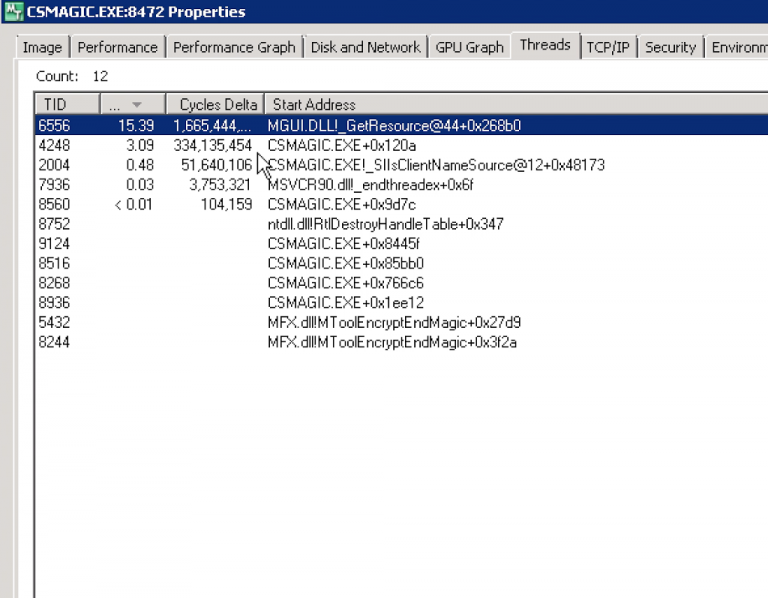 CSMAGIC.EXE:8472 Properties
Image Performance Performance Graph Disk and Network GPU Graph Threads TCP/IP Security Environm
Count: 12
TID ... Cycles Delta Start Address
6556 15.39 1,665,444,... MGUI.DLL!_GetResource@44+0x268b0
4248 3.09 334,135,454 CSMAGIC.EXE+0x120a
2004 0.48 51,640,106 CSMAGIC.EXE!_SIIsClientNameSource@12+0x48173
7936 0.03 3,753,321 MSVCR90.dll!_endthreadex+0x6f
8560 < 0.01 104,159 CSMAGIC.EXE+0x9d7c
8752 ntdll.dll!RtlDestroyHandleTable+0x347
9124 CSMAGIC.EXE+0x8445f
8516 CSMAGIC.EXE+0x85bb0
8268 CSMAGIC.EXE+0x766c6
8936 CSMAGIC.EXE+0x1ee12
5432 MFX.dll!MToolEncryptEndMagic+0x27d9
8244 MFX.dll!MToolEncryptEndMagic+0x3f2a